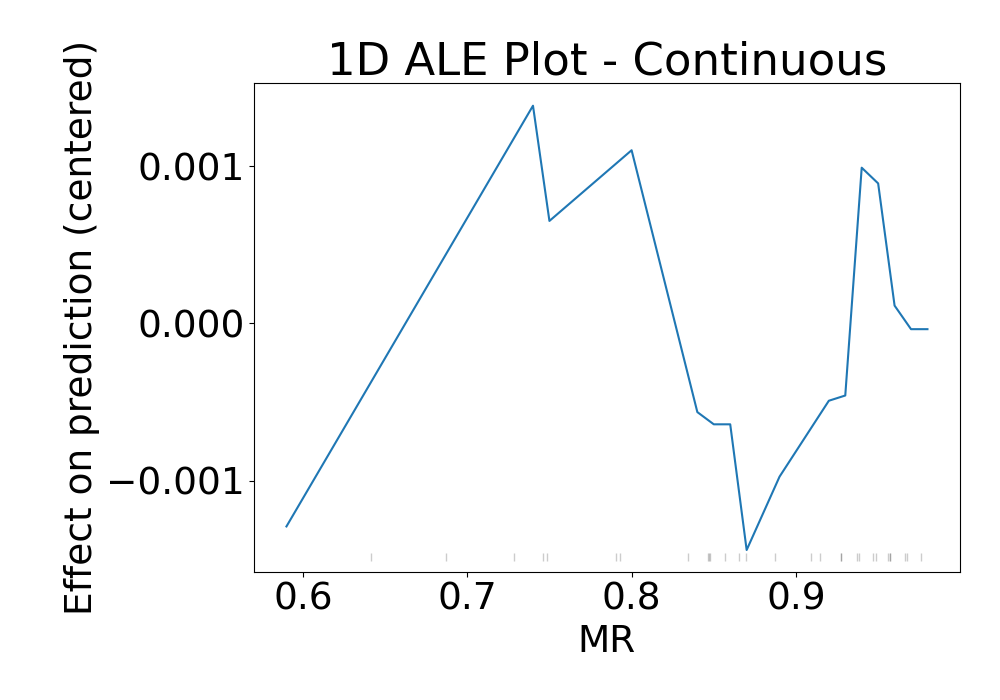 1D ALE Plot - Continuous
Effect on prediction (centered)
0.001
0.000
−0.001
0.6
0.7
0.8
0.9
MR